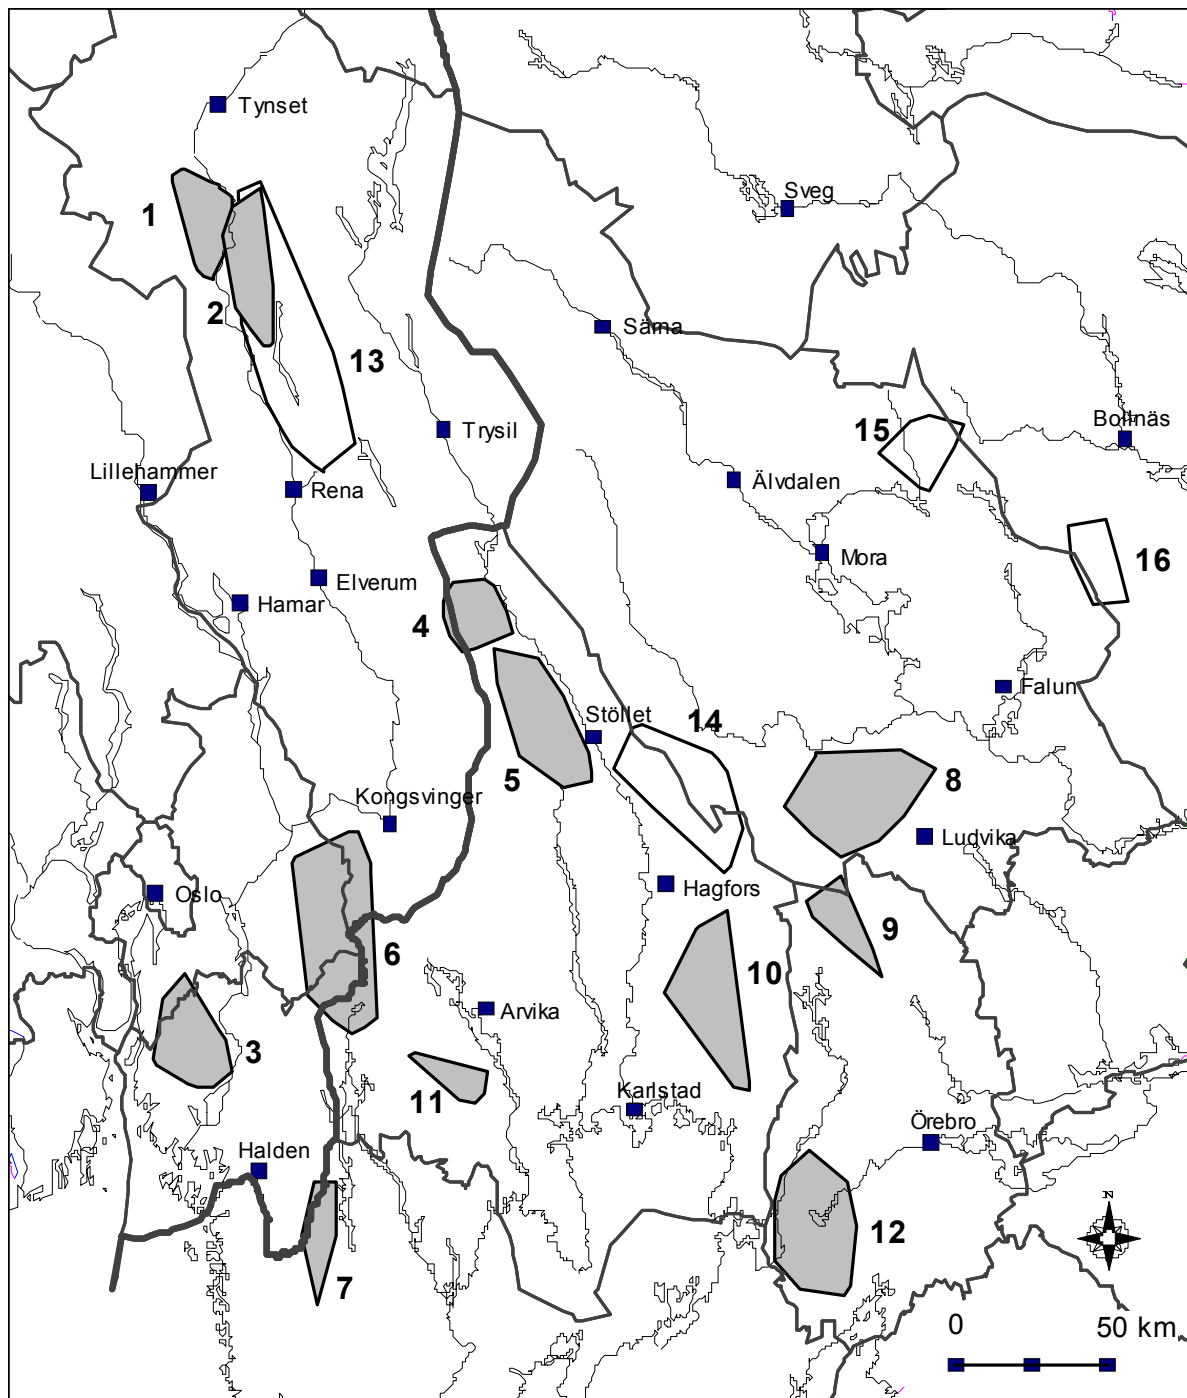 N
Tynset
1
Sveg
2
Särna
13
Trysil
15
Bollnäs
Lillehammer
Rena
Älvdalen
Elverum
Mora
16
Hamar
4
Falun
Stöllet
14
5
8
Kongsvinger
Ludvika
Oslo
Hagfors
9
6
10
Arvika
3
11
Karlstad
Örebro
Halden
12
7
0
50 km